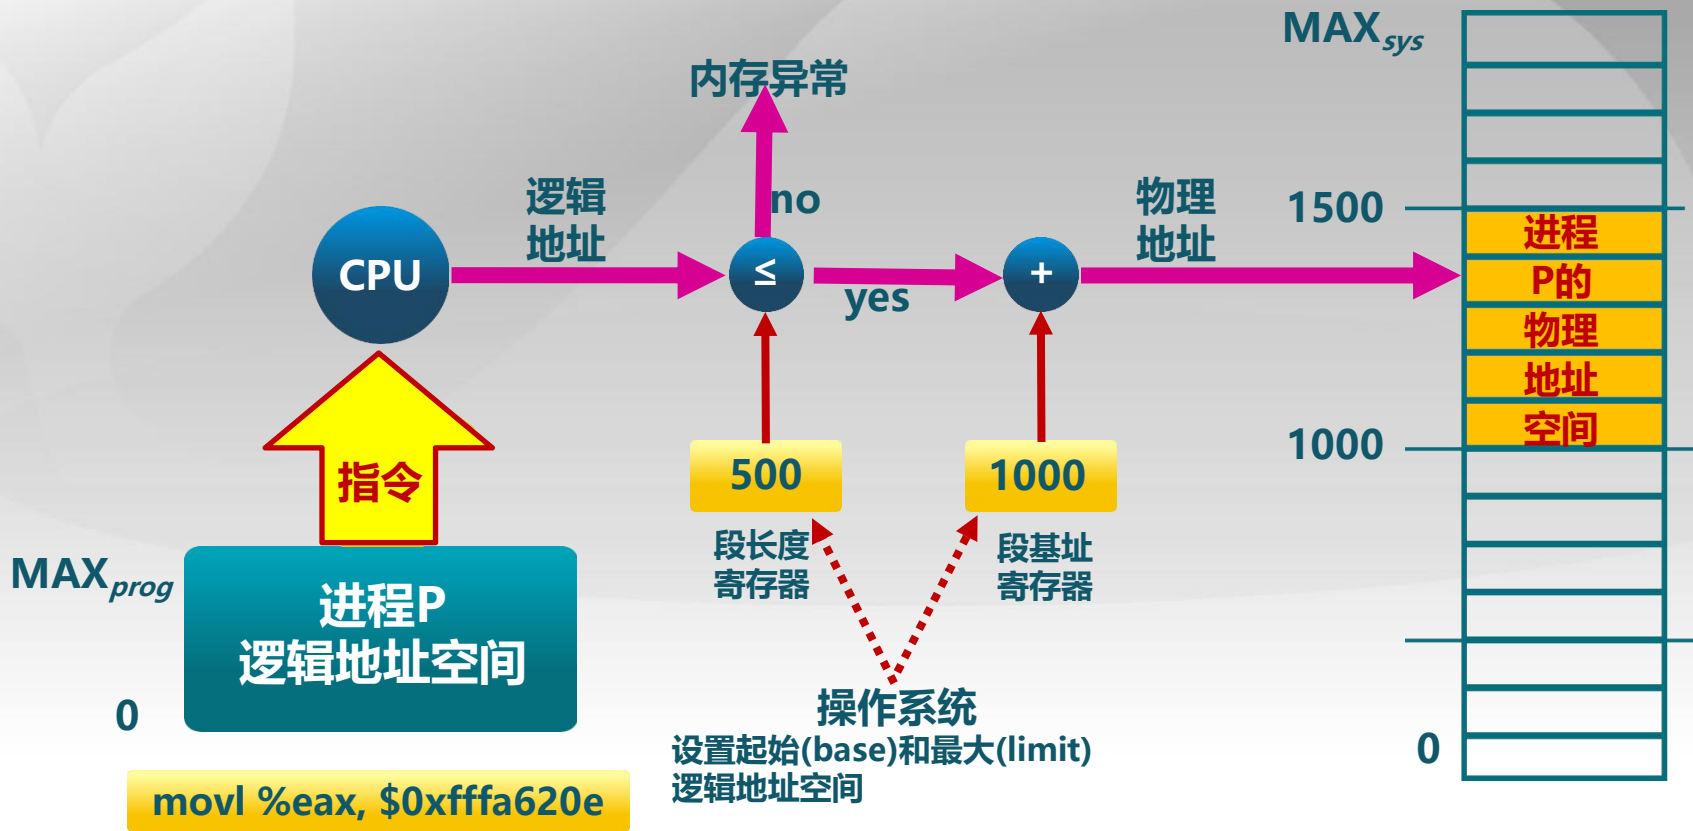 MAXsys
内存异常
逻辑
地址
no
物理
地址
1500
CPU
≤
yes
+
进程
P的
物理
地址
空间
1000
指令
500
1000
段长度
寄存器
段基址
寄存器
MAXprog
进程P
逻辑地址空间
0
操作系统
设置起始(base)和最大(limit)
逻辑地址空间
0
movl %eax, $0xfffa620e